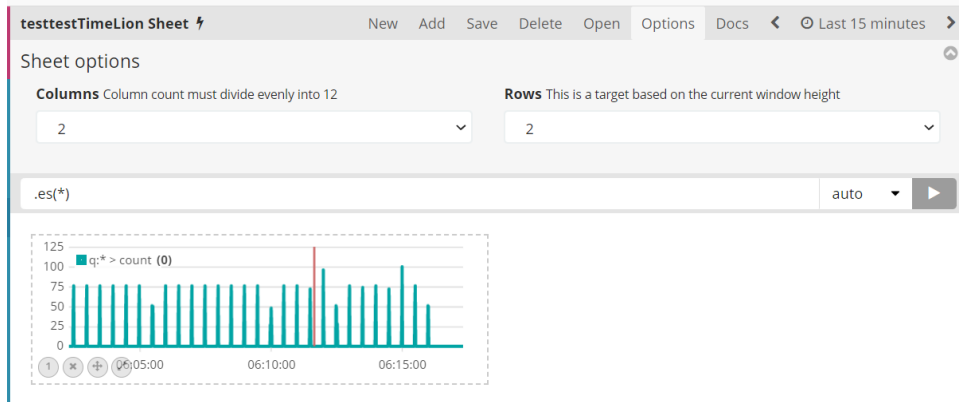 testtestTimeLion Sheet
New Add Save Delete Open Options Docs Last 15 minutes
Sheet options
Columns Column count must divide evenly into 12
Rows This is a target based on the current window height
2
2
.es(*)
auto
125
q:* > count (0)
100
75
50
25
0
1
06:05:00 06:10:00 06:15:00